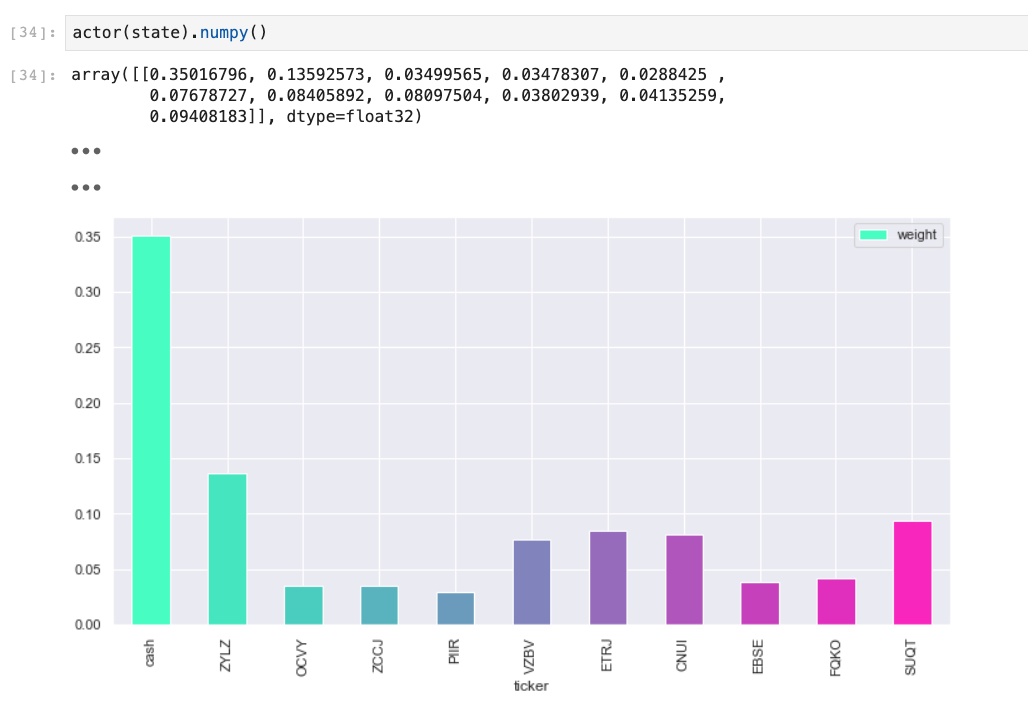 [34]: actor(state).numpy()
[34]: array([[0.35016796, 0.13592573, 0.03499565, 0.03478307, 0.0288425 ,
0.07678727, 0.08405892, 0.08097504, 0.03802939, 0.04135259,
0.09408183]], dtype=float32)
weight
0.35
0.30
0.25
0.20
0.15
0.10
0.05
0.00
cash ZYLZ OCVY ZCCJ PIIR VZBV ETRJ CNUI EBSE FQKO SUQT
ticker